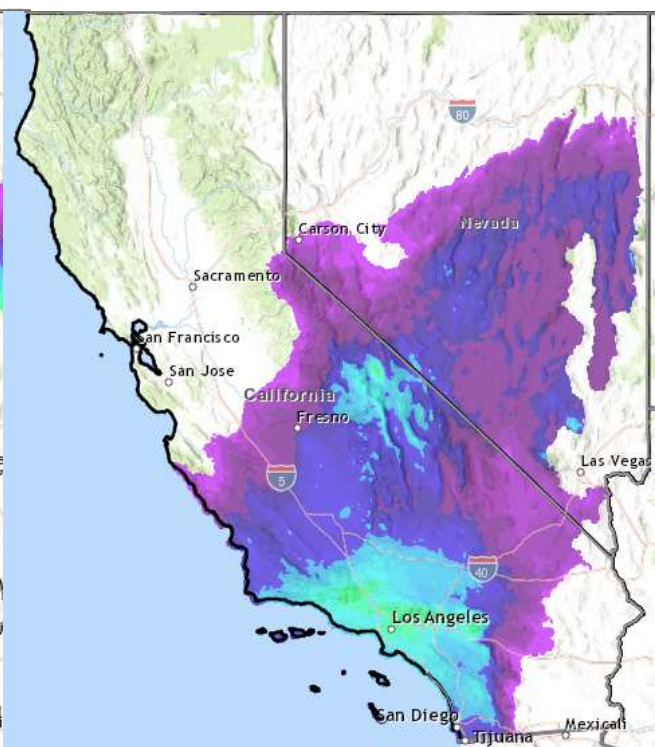 80
Nevada
Carson City
Sacramento
San Francisco
San Jose
California
Fresno
5
Las Vegas
40
Los Angeles
San Diego
Tijuana
Mexicali